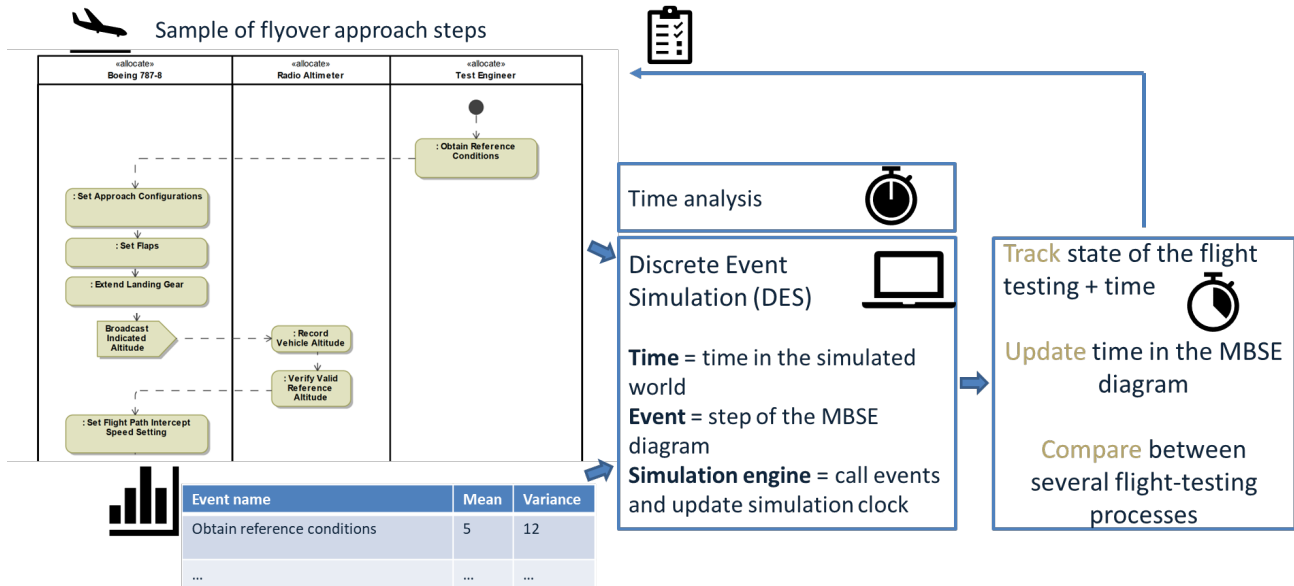 Sample of flyover approach steps
«allocate»
Boeing 787-8
«allocate»
Radio Altimeter
«allocate»
Test Engineer
: Obtain Reference
Conditions
: Set Approach Configurations
: Set Flaps
: Extend Landing Gear
Broadcast
Indicated
Altitude
: Record
Vehicle Altitude
: Verify Valid
Reference
Altitude
: Set Flight Path Intercept
Speed Setting
Event name Mean Variance
Obtain reference conditions 5 12
... ... ...
Time analysis
Discrete Event
Simulation (DES)
Time = time in the simulated
world
Event = step of the MBSE
diagram
Simulation engine = call events
and update simulation clock
Track state of the flight
testing + time
Update time in the MBSE
diagram
Compare between
several flight-testing
processes